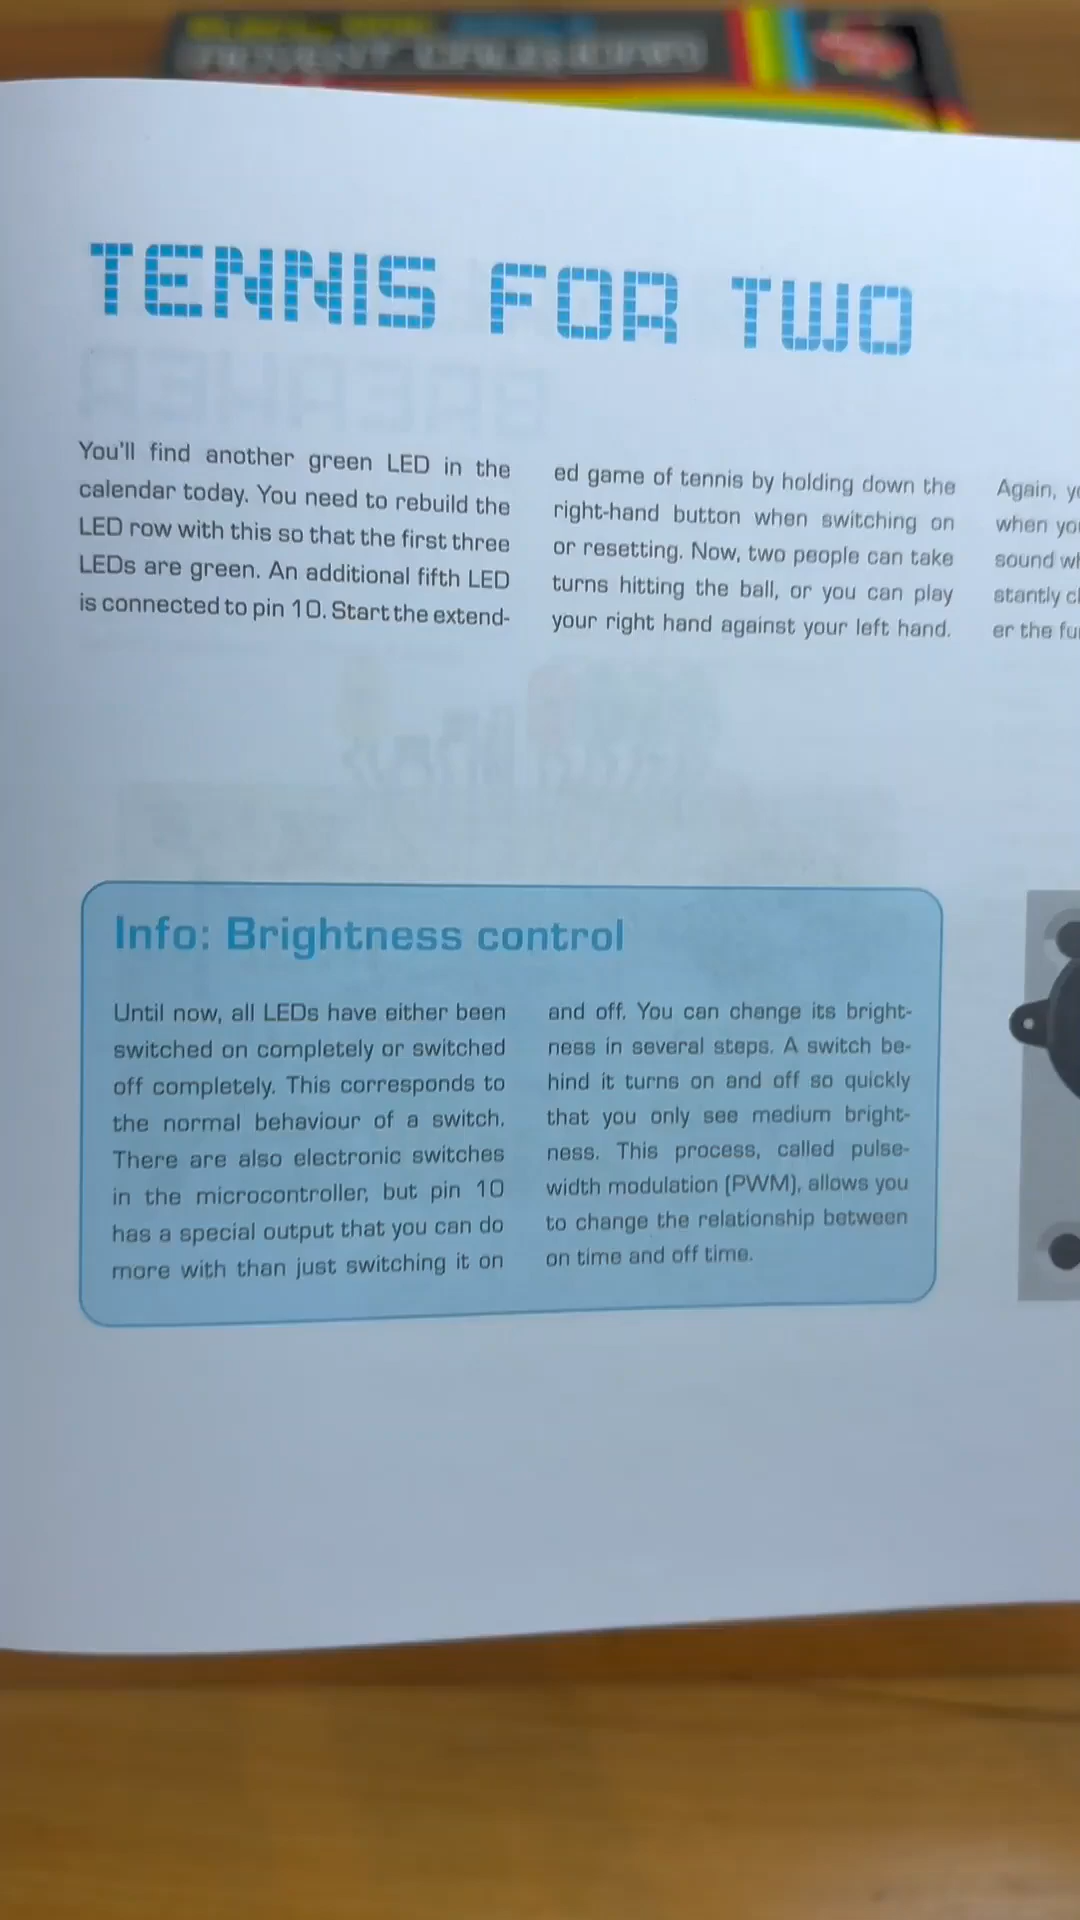 ADVENT CALENDAR
TENNIS FOR TWO
You'll find another green LED in the
calendar today. You need to rebuild the
LED row with this so that the first three
LEDs are green. An additional fifth LED
is connected to pin 10. Start the extend-
ed game of tennis by holding down the
right-hand button when switching on
or resetting. Now, two people can take
turns hitting the ball, or you can play
your right hand against your left hand.
Again,
when
sound
er the
Info: Brightness control
Until now, all LEDs have either been
switched on completely or switched
off completely. This corresponds to
the normal behaviour of a switch.
There are also electronic switches
in the microcontroller, but pin 10
has a special output that you can do
more with than just switching it on
and off. You can change its bright-
ness in several steps. A switch be-
hind it turns on and off so quickly
that you only see medium bright-
ness. This process, called pulse-
width modulation (PWM), allows you
to change the relationship between
on time and off time.